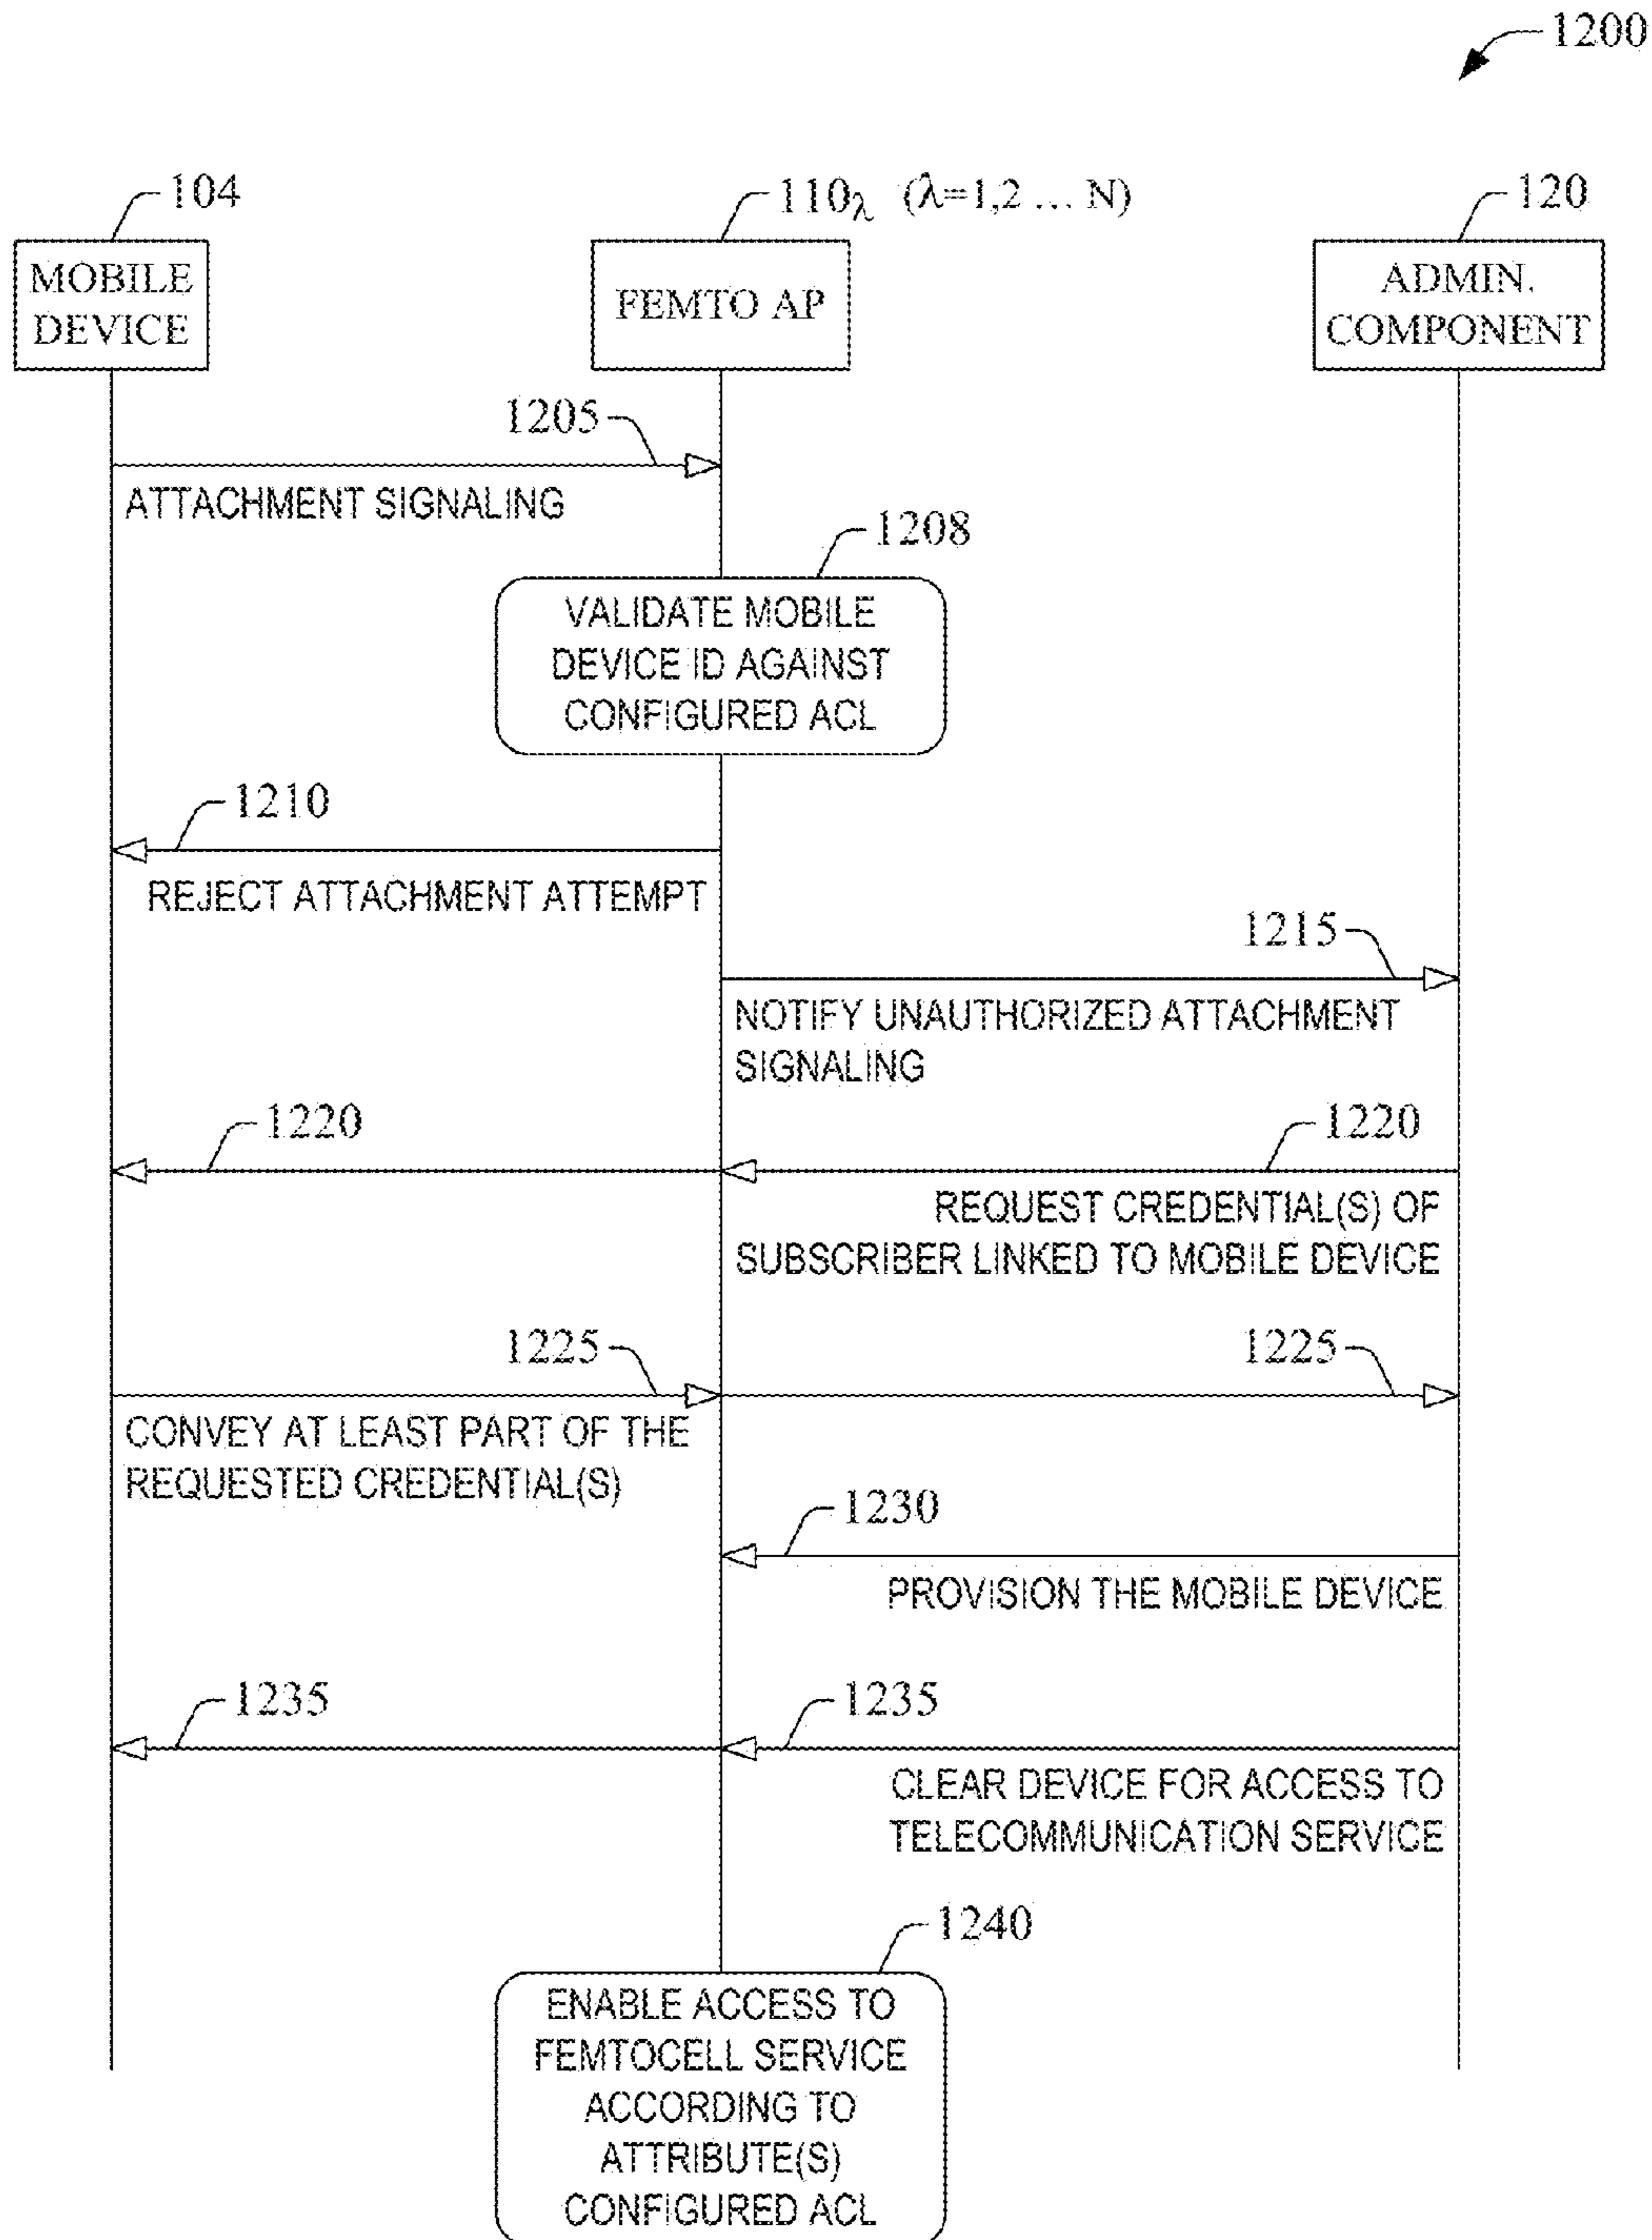 1200
104
110λ (λ=1,2 ... N)
120
MOBILE
DEVICE
FEMTO AP
ADMIN.
COMPONENT
1205
ATTACHMENT SIGNALING
1208
VALIDATE MOBILE
DEVICE ID AGAINST
CONFIGURED ACL
1210
REJECT ATTACHMENT ATTEMPT
1215
NOTIFY UNAUTHORIZED ATTACHMENT
SIGNALING
1220
1220
REQUEST CREDENTIAL(S) OF
SUBSCRIBER LINKED TO MOBILE DEVICE
1225
1225
CONVEY AT LEAST PART OF THE
REQUESTED CREDENTIAL(S)
1230
PROVISION THE MOBILE DEVICE
1235
1235
CLEAR DEVICE FOR ACCESS TO
TELECOMMUNICATION SERVICE
1240
ENABLE ACCESS TO
FEMTOCELL SERVICE
ACCORDING TO
ATTRIBUTE(S)
CONFIGURED ACL